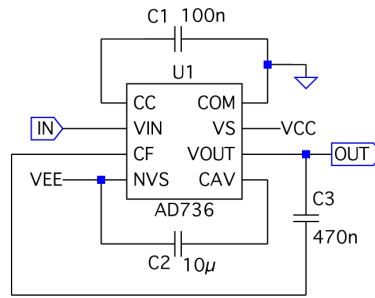 C1 100n
U1
CC COM
IN VIN VS VCC
CF VOUT OUT
VEE NVS CAV
AD736
C3
470n
C2 10µ